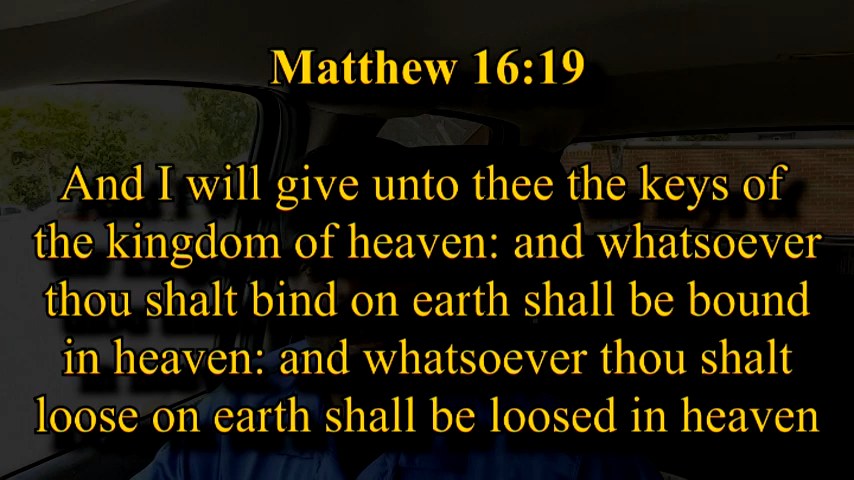 Matthew 16:19
And I will give unto thee the keys of
the kingdom of heaven: and whatsoever
thou shalt bind on earth shall be bound
in heaven: and whatsoever thou shalt
loose on earth shall be loosed in heaven